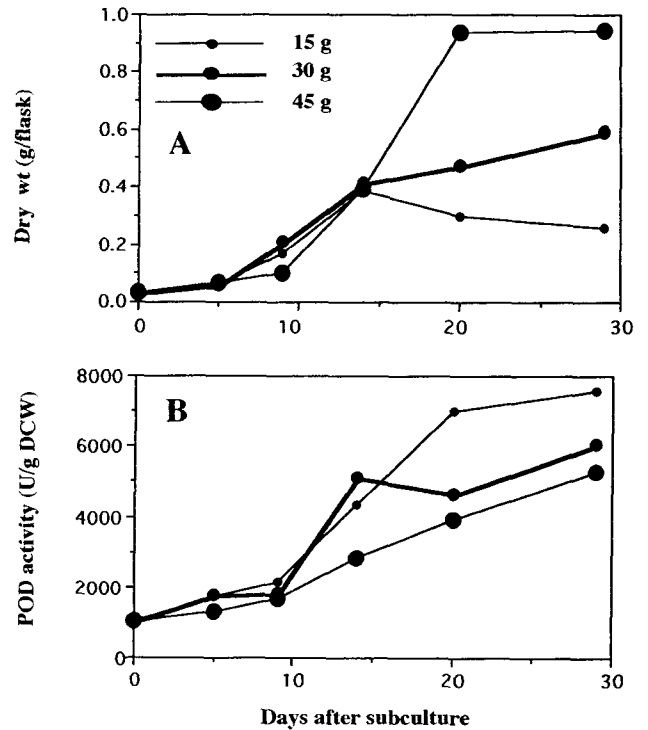 1.0
0.8
0.6
0.4
0.2
0.0
Dry wt (g/flask)
15 g
30 g
45 g
A
0 10 20 30
8000
6000
4000
2000
0
POD activity (U/g DCW)
B
0 10 20 30
Days after subculture